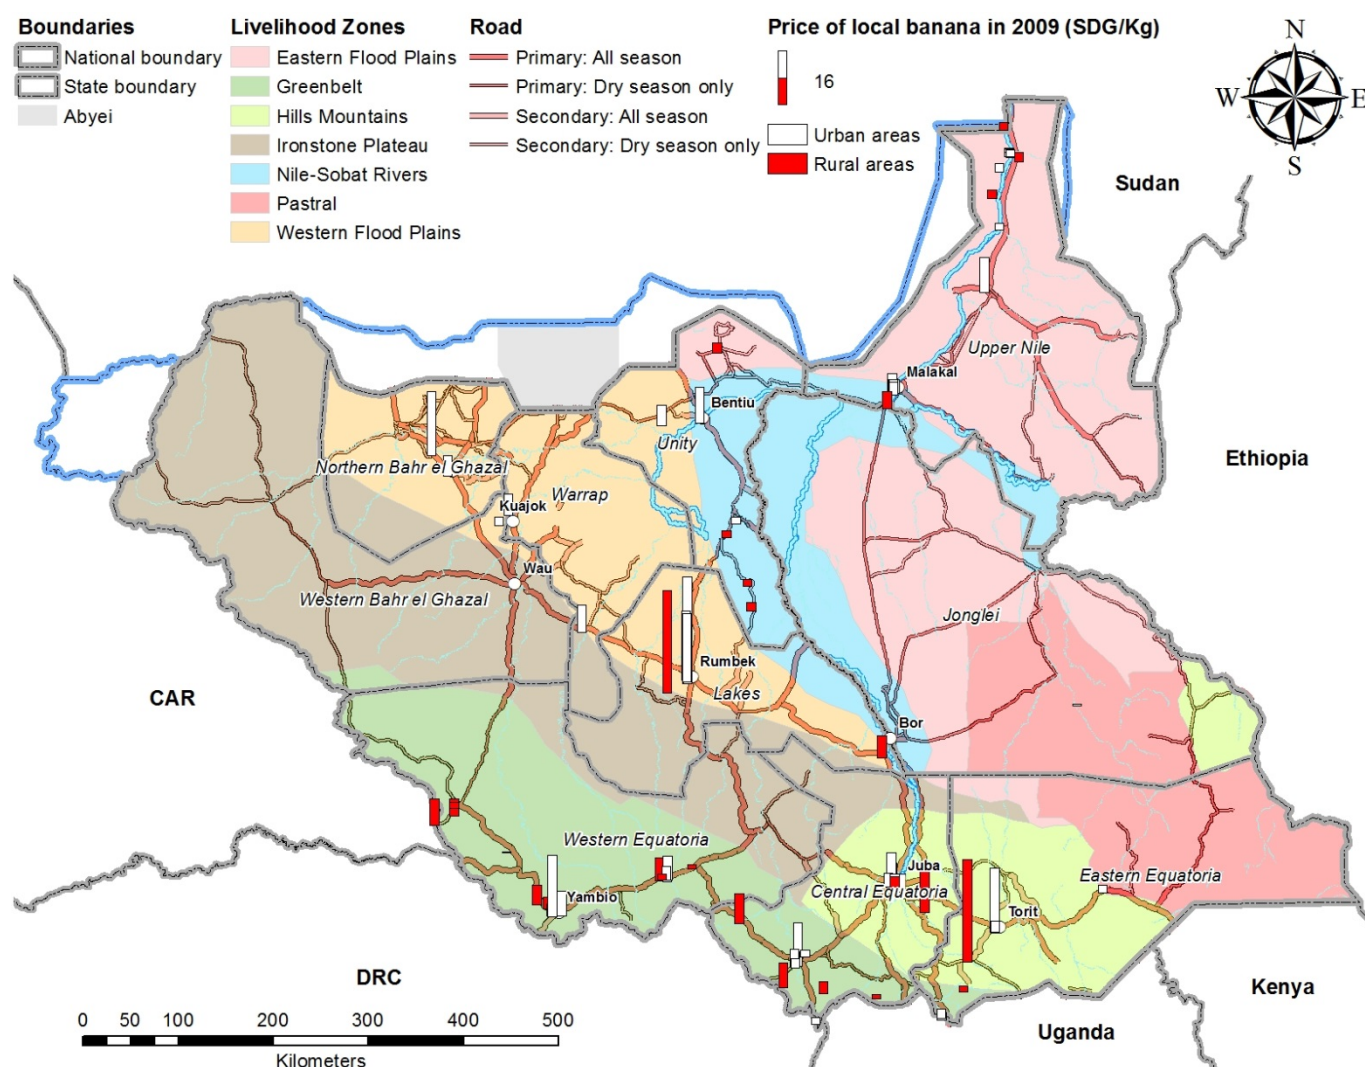 Boundaries
National boundary
State boundary
Abyei
Livelihood Zones
Eastern Flood Plains
Greenbelt
Hills Mountains
Ironstone Plateau
Nile-Sobat Rivers
Pastral
Western Flood Plains
Road
Primary: All season
Primary: Dry season only
Secondary: All season
Secondary: Dry season only
Price of local banana in 2009 (SDG/Kg)
16
Urban areas
Rural areas
N
W
E
S
Sudan
Upper Nile
Malakal
Bentiu
Unity
Ethiopia
Northern Bahr el Ghazal
Warrap
Kuajok
Wau
Western Bahr el Ghazal
Jonglei
Rumbek
Lakes
CAR
Bor
Western Equatoria
Juba
Central Equatoria
Eastern Equatoria
Yambio
Torit
DRC
Kenya
Uganda
0 50 100 200 300 400 500
Kilometers